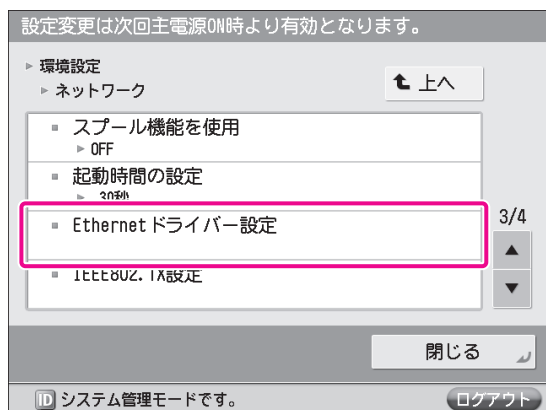 設定変更は次回主電源ON時より有効となります。
環境設定
ネットワーク
上へ
スプール機能を使用
OFF
起動時間の設定
30秒
Ethernetドライバー設定
IEEE802.1X設定
3/4
閉じる
ID システム管理モードです。
ログアウト